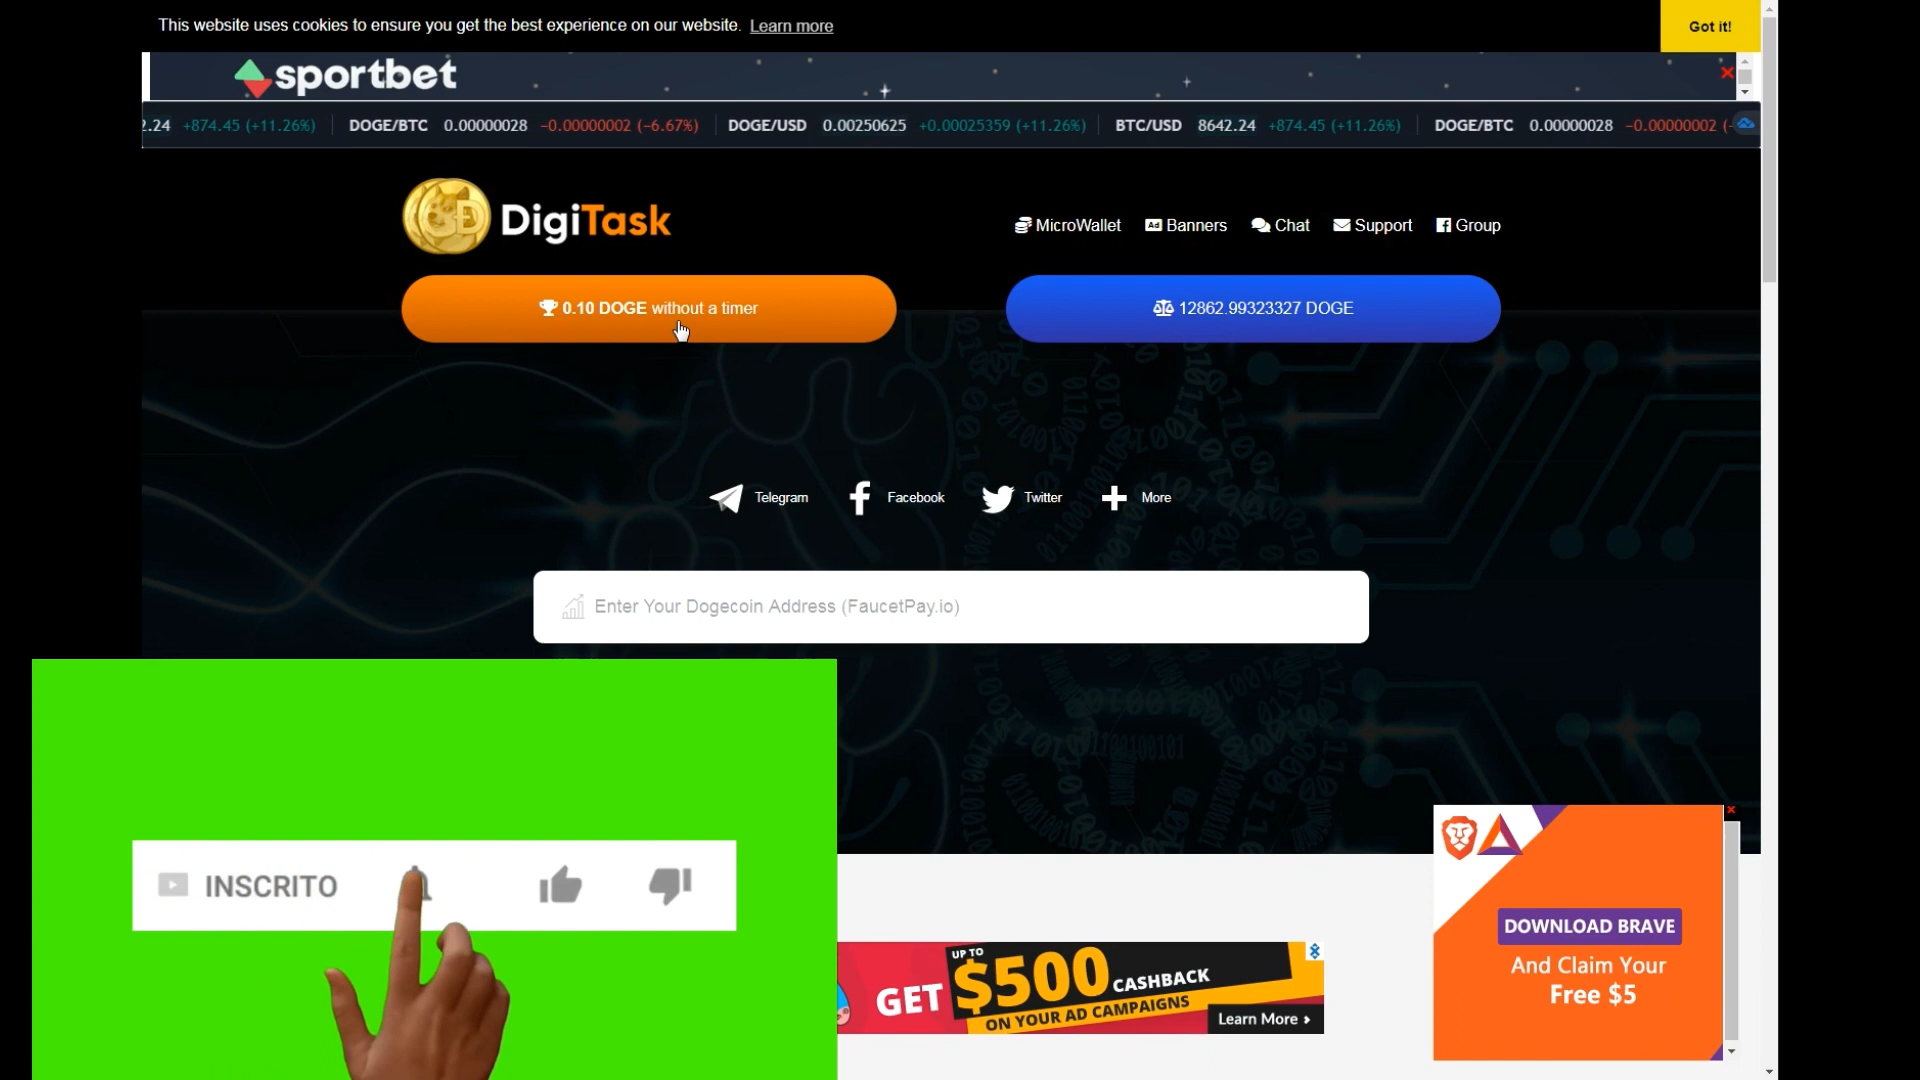 This website uses cookies to ensure you get the best experience on our website. Learn more
Got it!
sportbet
2.24 +874.45 (+11.26%) DOGE/BTC 0.00000028 −0.00000002 (−6.67%) DOGE/USD 0.00250625 +0.00025359 (+11.26%) BTC/USD 8642.24 +874.45 (+11.26%) DOGE/BTC 0.00000028 −0.00000002 (-
DigiTask
MicroWallet Banners Chat Support Group
0.10 DOGE without a timer
12862.99323327 DOGE
Telegram Facebook Twitter More
Enter Your Dogecoin Address (FaucetPay.io)
INSCRITO
UP TO
GET $500 CASHBACK
ON YOUR AD CAMPAIGNS
Learn More
DOWNLOAD BRAVE
And Claim Your
Free $5